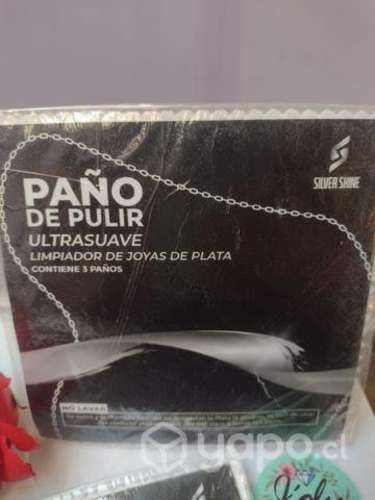 SILVER SHINE
PAÑO
DE PULIR
ULTRASUAVE
LIMPIADOR DE JOYAS DE PLATA
CONTIENE 3 PAÑOS
NO LAVAR
yapo.cl